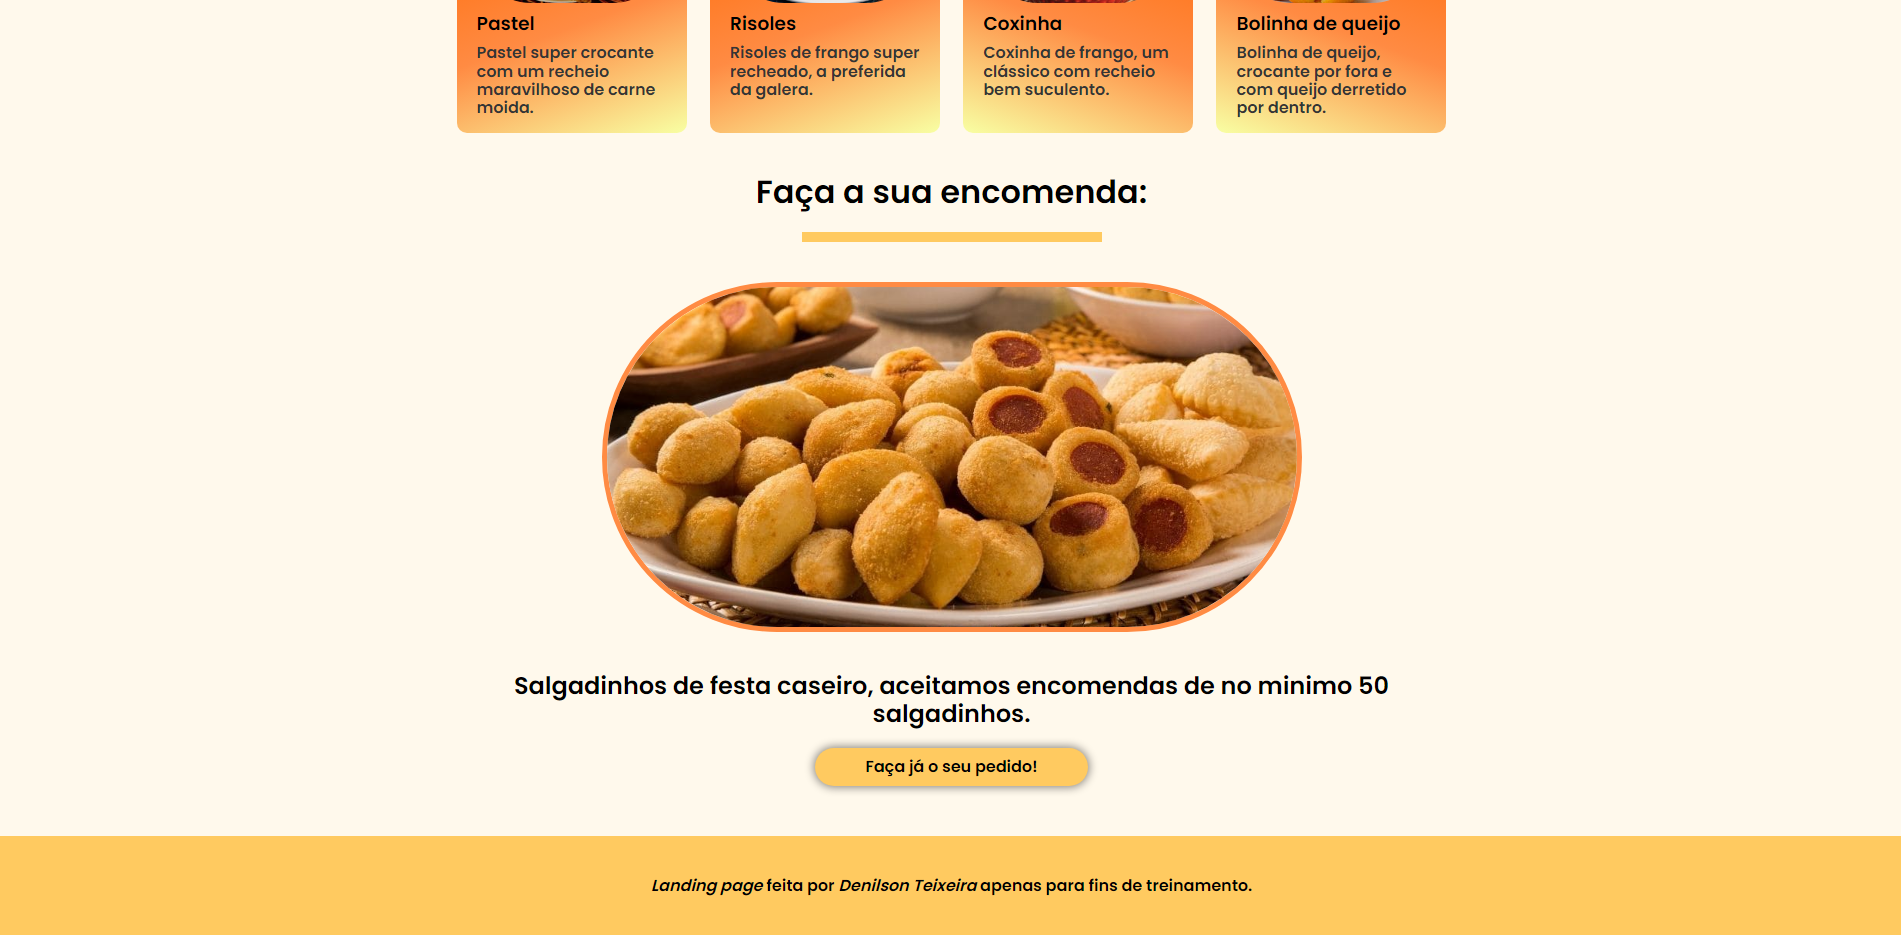 Pastel
Pastel super crocante
com um recheio
maravilhoso de carne
moida.
Risoles
Risoles de frango super
recheado, a preferida
da galera.
Coxinha
Coxinha de frango, um
clássico com recheio
bem suculento.
Bolinha de queijo
Bolinha de queijo,
crocante por fora e
com queijo derretido
por dentro.
Faça a sua encomenda:
Salgadinhos de festa caseiro, aceitamos encomendas de no minimo 50
salgadinhos.
Faça já o seu pedido!
Landing page feita por Denilson Teixeira apenas para fins de treinamento.